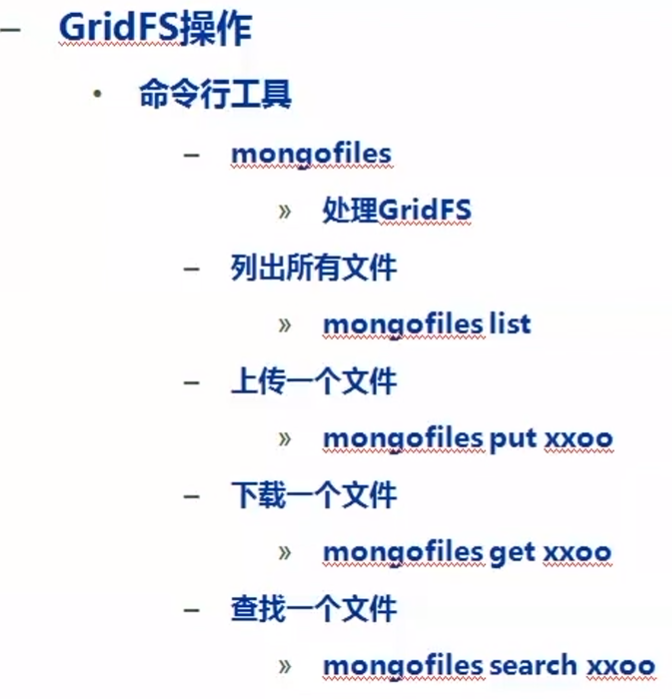 – GridFS操作
• 命令行工具
– mongofiles
» 处理GridFS
– 列出所有文件
» mongofiles list
– 上传一个文件
» mongofiles put xxoo
– 下载一个文件
» mongofiles get xxoo
– 查找一个文件
» mongofiles search xxoo